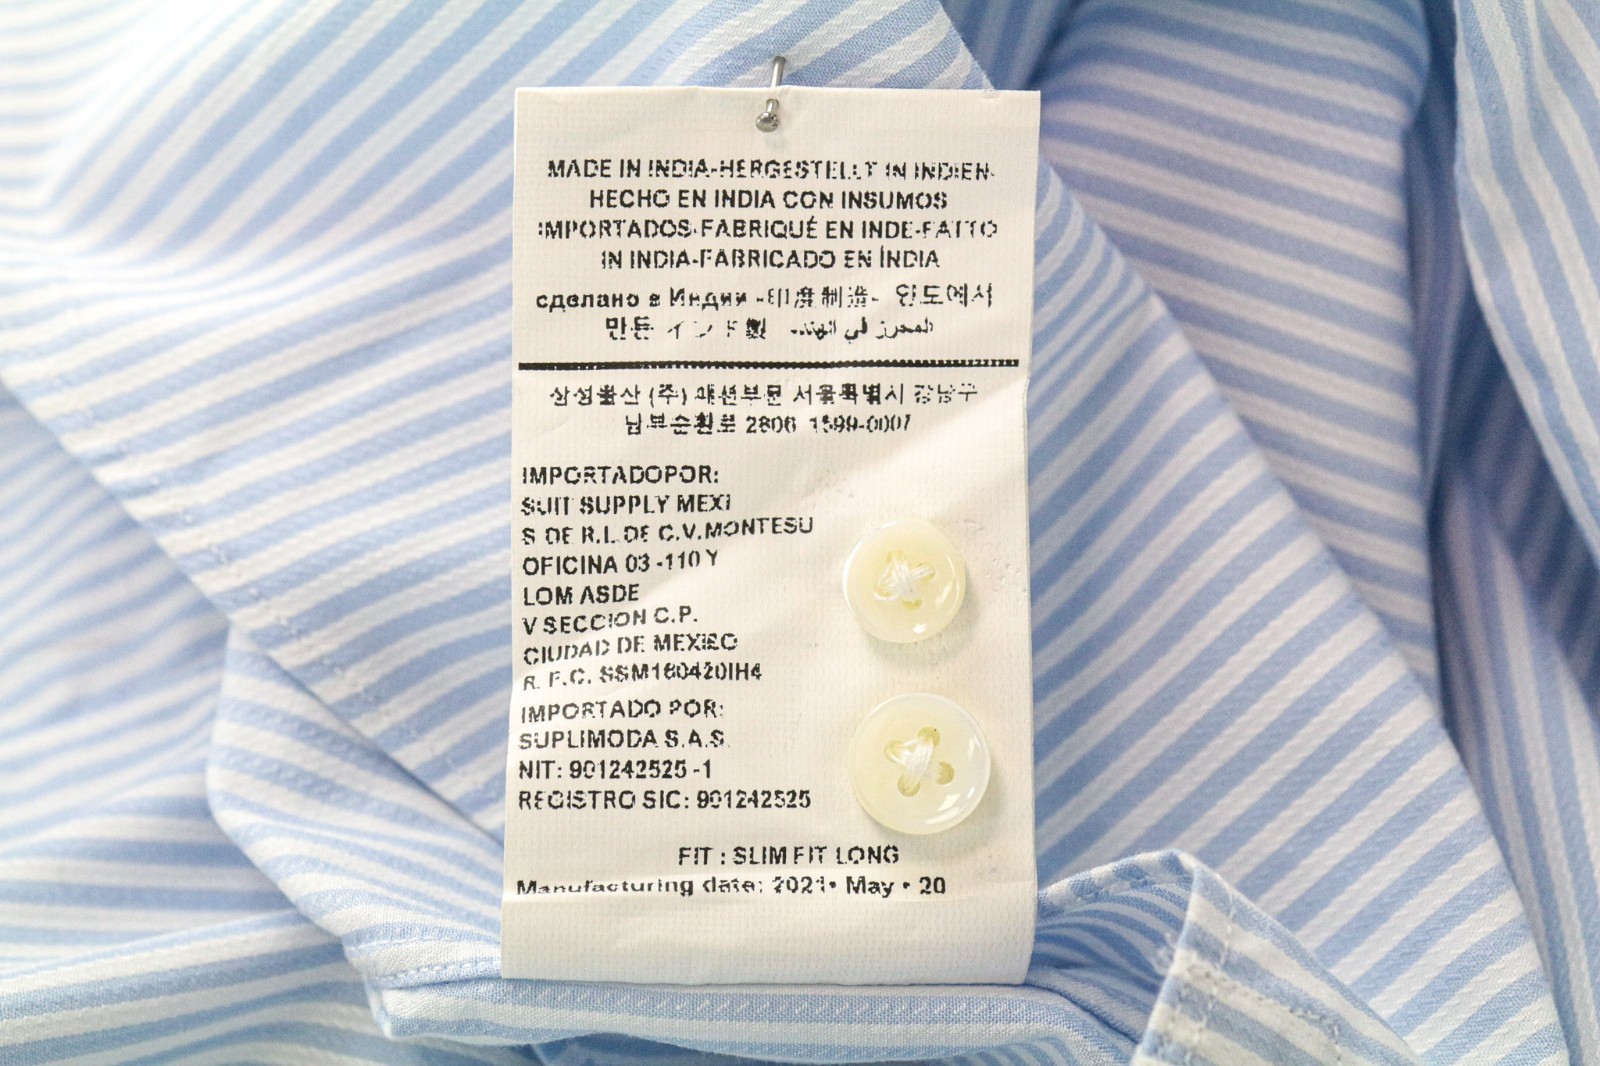 MADE IN INDIA-HERGESTELLT IN INDIEN-
HECHO EN INDIA CON INSUMOS
IMPORTADOS-FABRIQUÉ EN INDE-FATTO
IN INDIA-FABRICADO EN ÍNDIA
сделано в Индии -印度制造- 인도에서
만든 インド製 في الهند
삼성물산 (주) 패션부문 서울특별시 강남구
남부순환로 2806 1599-0007
IMPORTADOPOR:
SUIT SUPPLY MEXI
S DE R.L. DE C.V.MONTESU
OFICINA 03 -110 Y
LOM ASDE
V SECCION C.P.
CIUDAD DE MEXICO
R. F.C. SSM160420IH4
IMPORTADO POR:
SUPLIMODA S.A.S.
NIT: 901242525 -1
REGISTRO SIC: 901242525
FIT : SLIM FIT LONG
Manufacturing date: 2021• May • 20